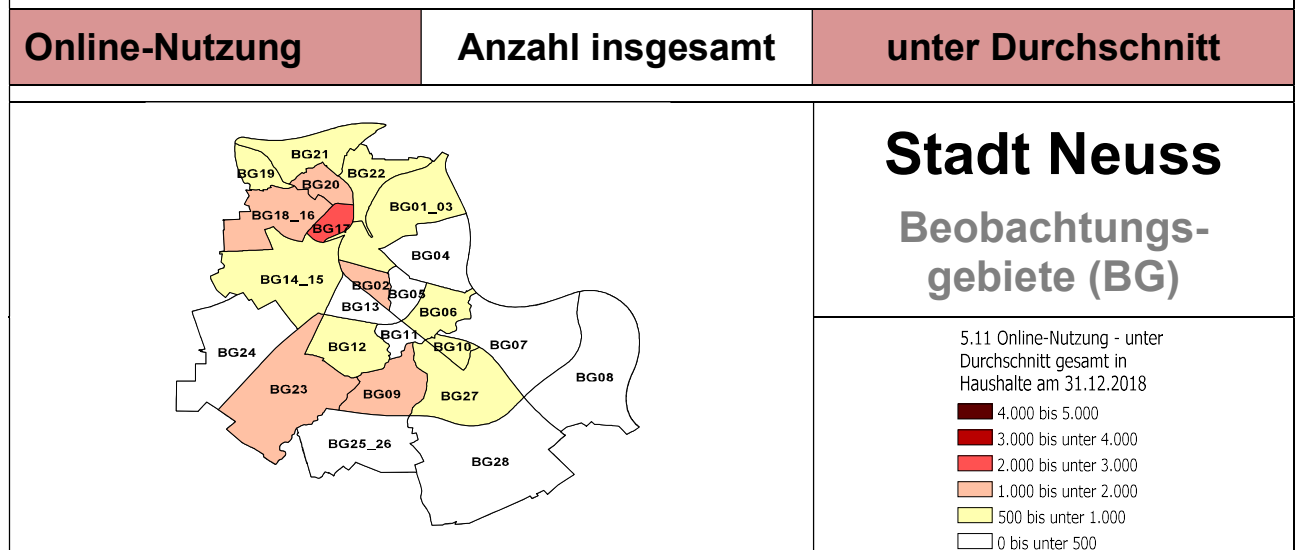 Online-Nutzung
Anzahl insgesamt
unter Durchschnitt
Stadt Neuss
Beobachtungs-
gebiete (BG)
BG21
BG19
BG20
BG22
BG18_16
BG17
BG01_03
BG04
BG14_15
BG02
BG05
BG13
BG06
BG11
BG12
BG10
BG07
BG24
BG08
BG23
BG09
BG27
BG25_26
BG28
5.11 Online-Nutzung - unter
Durchschnitt gesamt in
Haushalte am 31.12.2018
4.000 bis 5.000
3.000 bis unter 4.000
2.000 bis unter 3.000
1.000 bis unter 2.000
500 bis unter 1.000
0 bis unter 500